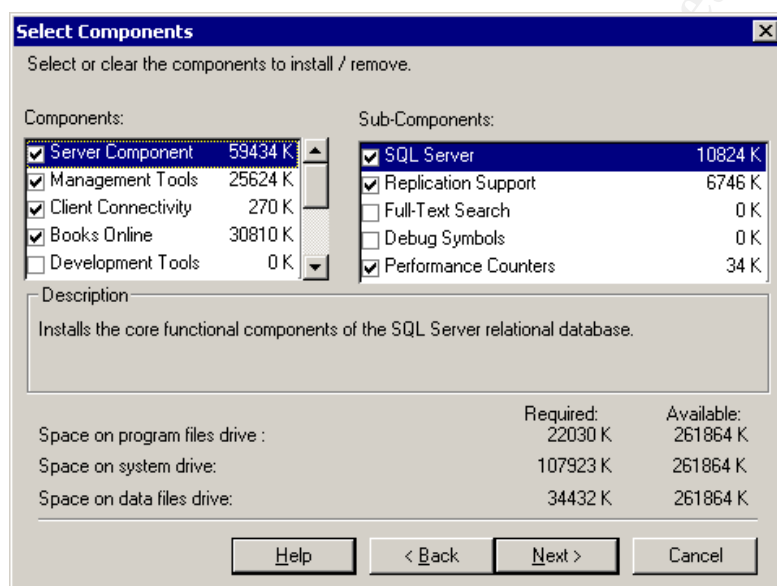 Select Components
Select or clear the components to install / remove.
Components:
Server Component 59434 K
Management Tools 25624 K
Client Connectivity 270 K
Books Online 30810 K
Development Tools 0 K
Sub-Components:
SQL Server 10824 K
Replication Support 6746 K
Full-Text Search 0 K
Debug Symbols 0 K
Performance Counters 34 K
Description
Installs the core functional components of the SQL Server relational database.
Required: Available:
Space on program files drive : 22030 K 261864 K
Space on system drive: 107923 K 261864 K
Space on data files drive: 34432 K 261864 K
Help < Back Next > Cancel